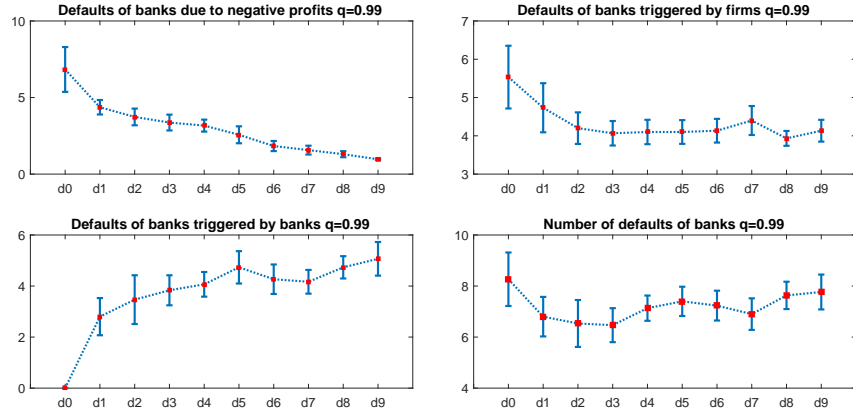 Defaults of banks due to negative profits q=0.99
10
5
0
d0 d1 d2 d3 d4 d5 d6 d7 d8 d9
Defaults of banks triggered by firms q=0.99
7
6
5
4
3
d0 d1 d2 d3 d4 d5 d6 d7 d8 d9
Defaults of banks triggered by banks q=0.99
6
4
2
0
d0 d1 d2 d3 d4 d5 d6 d7 d8 d9
Number of defaults of banks q=0.99
10
8
6
4
d0 d1 d2 d3 d4 d5 d6 d7 d8 d9